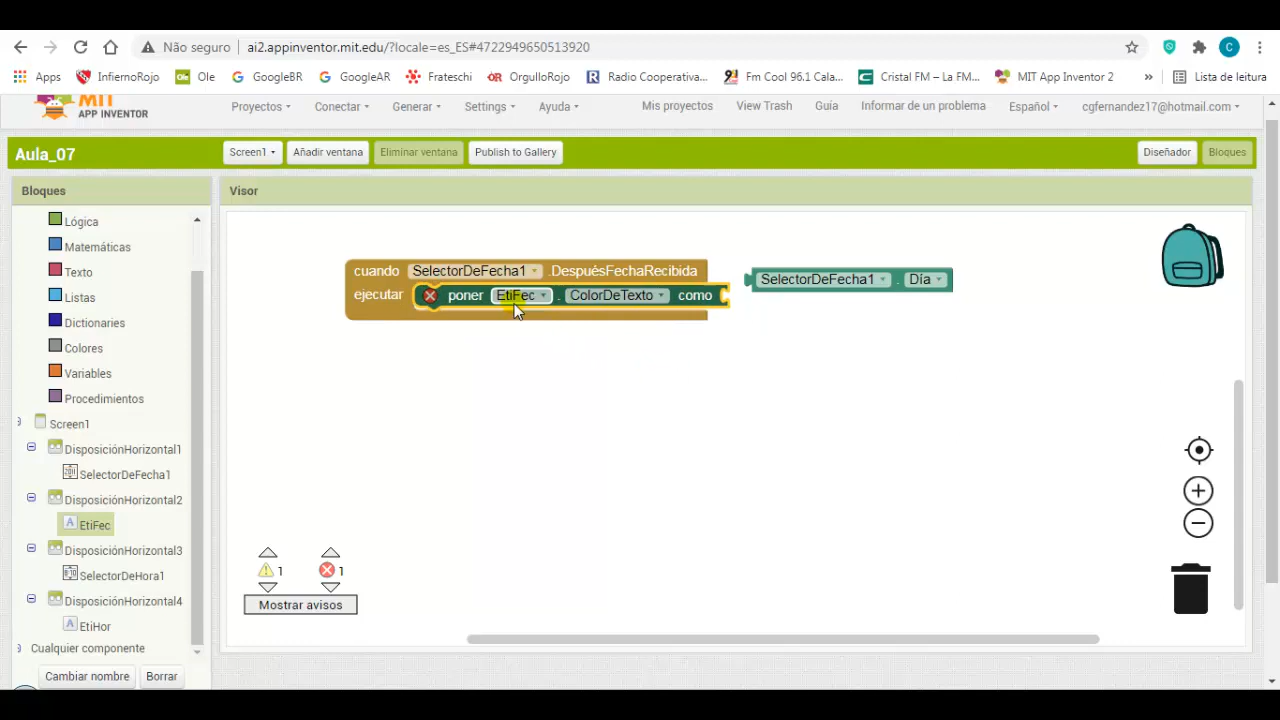 Não seguro
ai2.appinventor.mit.edu/?locale=es_ES#4722949650513920
C
Apps
InfiernoRojo
Ole
GoogleBR
GoogleAR
Frateschi
OrgulloRojo
Radio Cooperativa...
Fm Cool 96.1 Cala...
Cristal FM – La FM...
MIT App Inventor 2
»
Lista de leitura
MIT
APP INVENTOR
Proyectos
Conectar
Generar
Settings
Ayuda
Mis proyectos
View Trash
Guía
Informar de un problema
Español
cgfernandez17@hotmail.com
Aula_07
Screen1
Añadir ventana
Eliminar ventana
Publish to Gallery
Diseñador
Bloques
Bloques
Visor
Lógica
Matemáticas
Texto
Listas
Dictionaries
Colores
Variables
Procedimientos
Screen1
DisposiciónHorizontal1
SelectorDeFecha1
DisposiciónHorizontal2
EtiFec
DisposiciónHorizontal3
SelectorDeHora1
DisposiciónHorizontal4
EtiHor
Cualquier componente
Cambiar nombre
Borrar
cuando SelectorDeFecha1 .DespuésFechaRecibida
ejecutar poner EtiFec . ColorDeTexto como
SelectorDeFecha1 . Día
1
1
Mostrar avisos